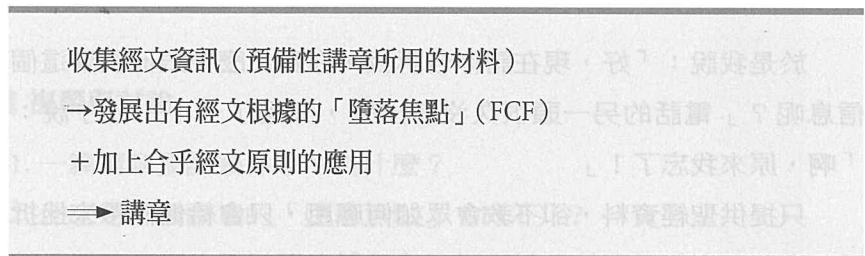 收集經文資訊（預備性講章所用的材料）
→發展出有經文根據的「墮落焦點」（FCF）
＋加上合乎經文原則的應用
⟶ 講章